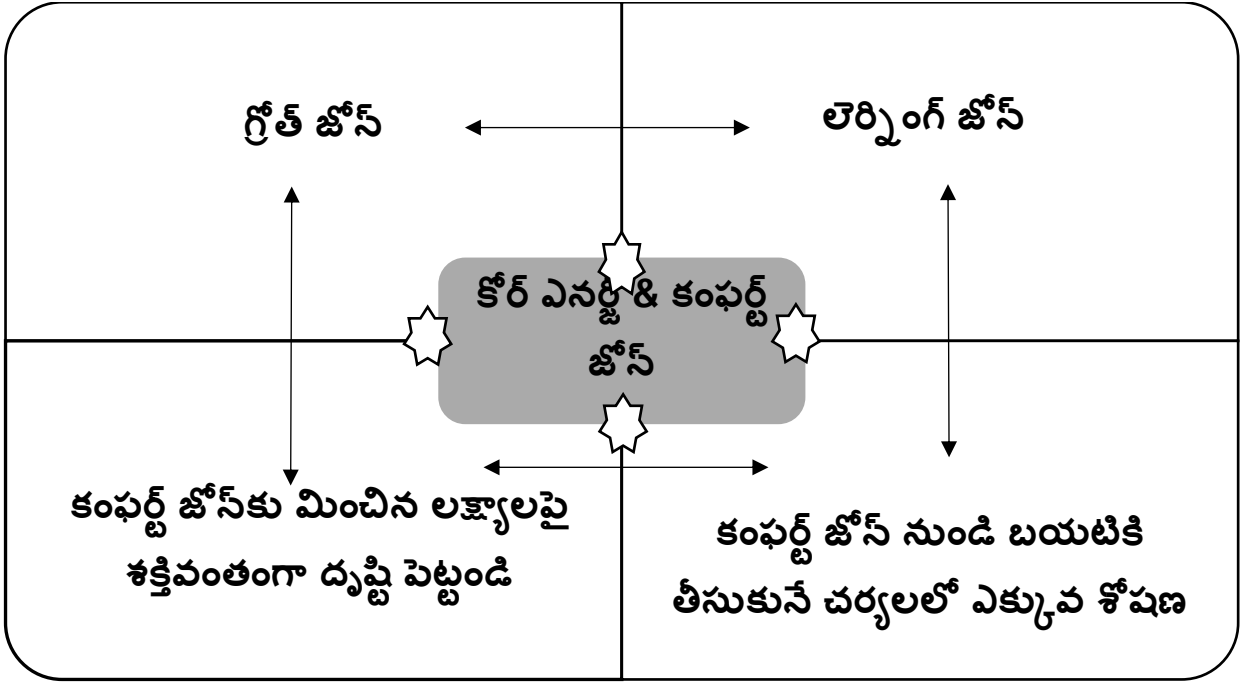 గ్రోత్ జోన్
లెర్నింగ్ జోన్
కోర్ ఎనర్జీ & కంఫర్ట్
జోన్
కంఫర్ట్ జోన్‌కు మించిన లక్ష్యాలపై
శక్తివంతంగా దృష్టి పెట్టండి
కంఫర్ట్ జోన్ నుండి బయటికి
తీసుకునే చర్యలలో ఎక్కువ శోషణ